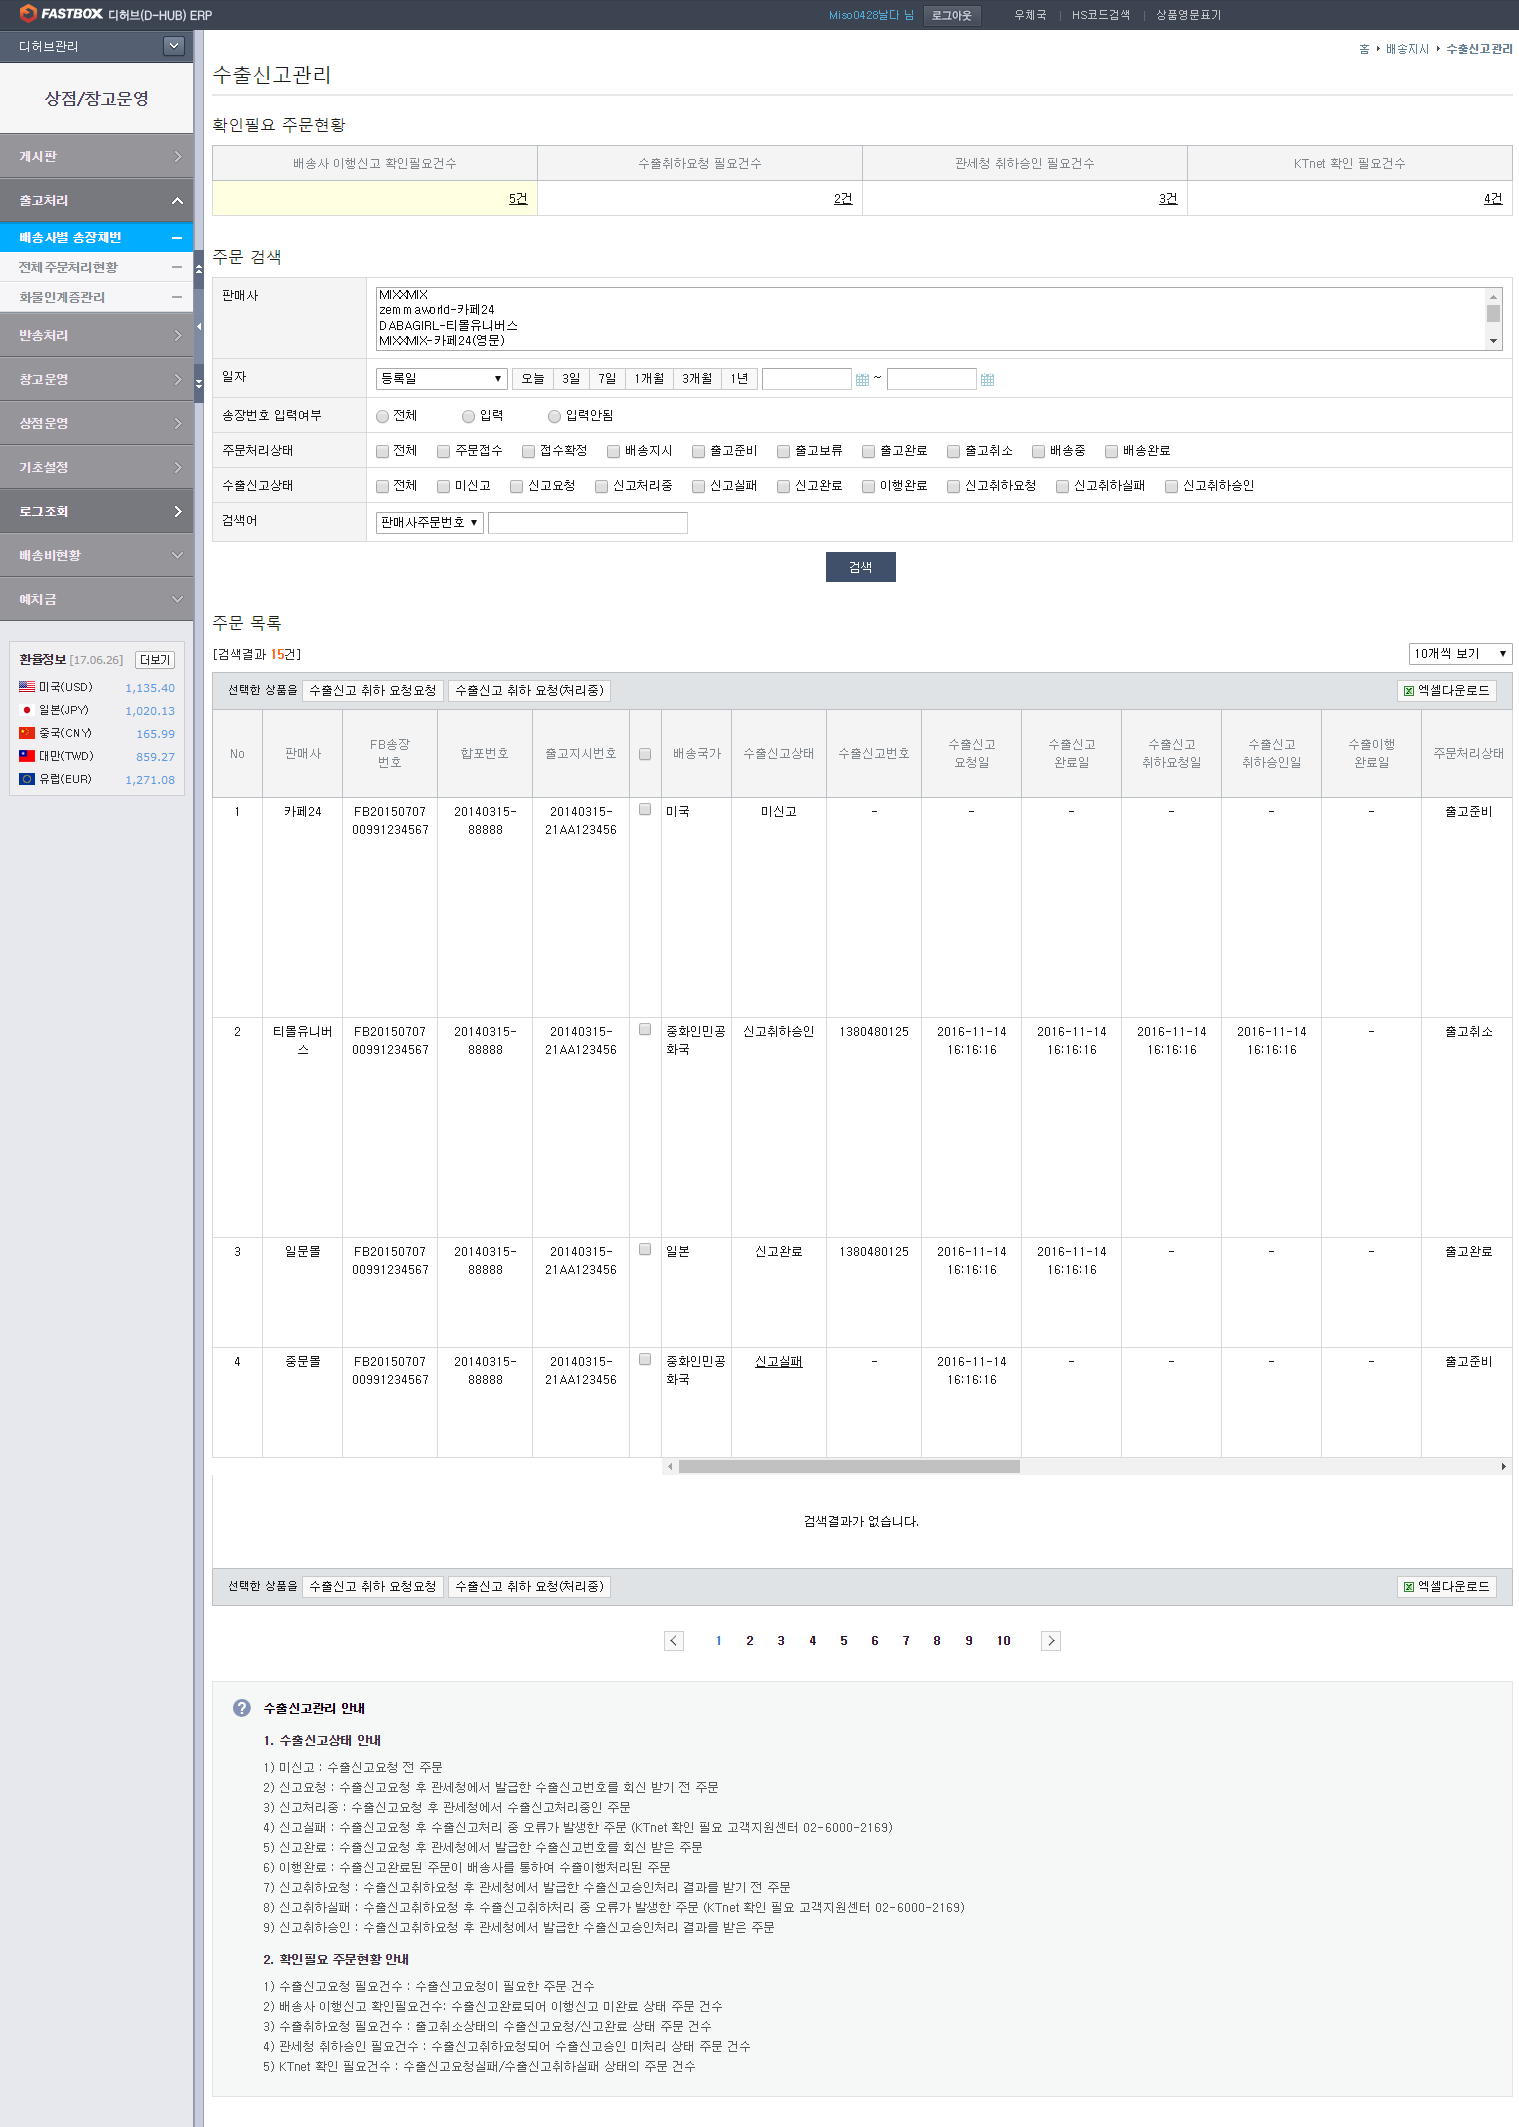 FASTBOX 디허브(D-HUB) ERP
Miso0428날다 님 로그아웃 우체국 HS코드검색 상품영문표기
디허브관리
상점/창고운영
게시판
출고처리
배송사별 송장채번
전체주문처리현황
화물인계증관리
반송처리
창고운영
상점운영
기초설정
로그조회
배송비현황
예치금
환율정보 [17.06.26] 더보기
미국(USD) 1,135.40
일본(JPY) 1,020.13
중국(CNY) 165.99
대만(TWD) 859.27
유럽(EUR) 1,271.08
홈 배송지시 수출신고관리
수출신고관리
확인필요 주문현황
배송사 이행신고 확인필요건수 수출취하요청 필요건수 관세청 취하승인 필요건수 KTnet 확인 필요건수
5건 2건 3건 4건
주문 검색
판매사
MIXXMIX
zemmaworld-카페24
DABAGIRL-티몰유니버스
MIXXMIX-카페24(영문)
일자 등록일 오늘 3일 7일 1개월 3개월 1년 ~
송장번호 입력여부 전체 입력 입력안됨
주문처리상태 전체 주문접수 접수확정 배송지시 출고준비 출고보류 출고완료 출고취소 배송중 배송완료
수출신고상태 전체 미신고 신고요청 신고처리중 신고실패 신고완료 이행완료 신고취하요청 신고취하실패 신고취하승인
검색어 판매사주문번호
검색
주문 목록
[검색결과 15건] 10개씩 보기
선택한 상품을 수출신고 취하 요청요청 수출신고 취하 요청(처리중) 엑셀다운로드
No 판매사 FB송장 번호 합포번호 출고지시번호 배송국가 수출신고상태 수출신고번호 수출신고 요청일 수출신고 완료일 수출신고 취하요청일 수출신고 취하승인일 수출이행 완료일 주문처리상태
1 카페24 FB20150707 20140315- 20140315- 미국 미신고 - - - - - - 출고준비
00991234567 88888 21AA123456
2 티몰유니버 FB20150707 20140315- 20140315- 중화인민공 신고취하승인 1380480125 2016-11-14 2016-11-14 2016-11-14 2016-11-14 - 출고취소
스 00991234567 88888 21AA123456 화국 16:16:16 16:16:16 16:16:16 16:16:16
3 일문몰 FB20150707 20140315- 20140315- 일본 신고완료 1380480125 2016-11-14 2016-11-14 - - - 출고완료
00991234567 88888 21AA123456 16:16:16 16:16:16
4 중문몰 FB20150707 20140315- 20140315- 중화인민공 신고실패 - 2016-11-14 - - - - 출고준비
00991234567 88888 21AA123456 화국 16:16:16
검색결과가 없습니다.
선택한 상품을 수출신고 취하 요청요청 수출신고 취하 요청(처리중) 엑셀다운로드
1 2 3 4 5 6 7 8 9 10
수출신고관리 안내
1. 수출신고상태 안내
1) 미신고 : 수출신고요청 전 주문
2) 신고요청 : 수출신고요청 후 관세청에서 발급한 수출신고번호를 회신 받기 전 주문
3) 신고처리중 : 수출신고요청 후 관세청에서 수출신고처리중인 주문
4) 신고실패 : 수출신고요청 후 수출신고처리 중 오류가 발생한 주문 (KTnet 확인 필요 고객지원센터 02-6000-2169)
5) 신고완료 : 수출신고요청 후 관세청에서 발급한 수출신고번호를 회신 받은 주문
6) 이행완료 : 수출신고완료된 주문이 배송사를 통하여 수출이행처리된 주문
7) 신고취하요청 : 수출신고취하요청 후 관세청에서 발급한 수출신고승인처리 결과를 받기 전 주문
8) 신고취하실패 : 수출신고취하요청 후 수출신고취하처리 중 오류가 발생한 주문 (KTnet 확인 필요 고객지원센터 02-6000-2169)
9) 신고취하승인 : 수출신고취하요청 후 관세청에서 발급한 수출신고승인처리 결과를 받은 주문
2. 확인필요 주문현황 안내
1) 수출신고요청 필요건수 : 수출신고요청이 필요한 주문 건수
2) 배송사 이행신고 확인필요건수: 수출신고완료되어 이행신고 미완료 상태 주문 건수
3) 수출취하요청 필요건수 : 출고취소상태의 수출신고요청/신고완료 상태 주문 건수
4) 관세청 취하승인 필요건수 : 수출신고취하요청되어 수출신고승인 미처리 상태 주문 건수
5) KTnet 확인 필요건수 : 수출신고요청실패/수출신고취하실패 상태의 주문 건수